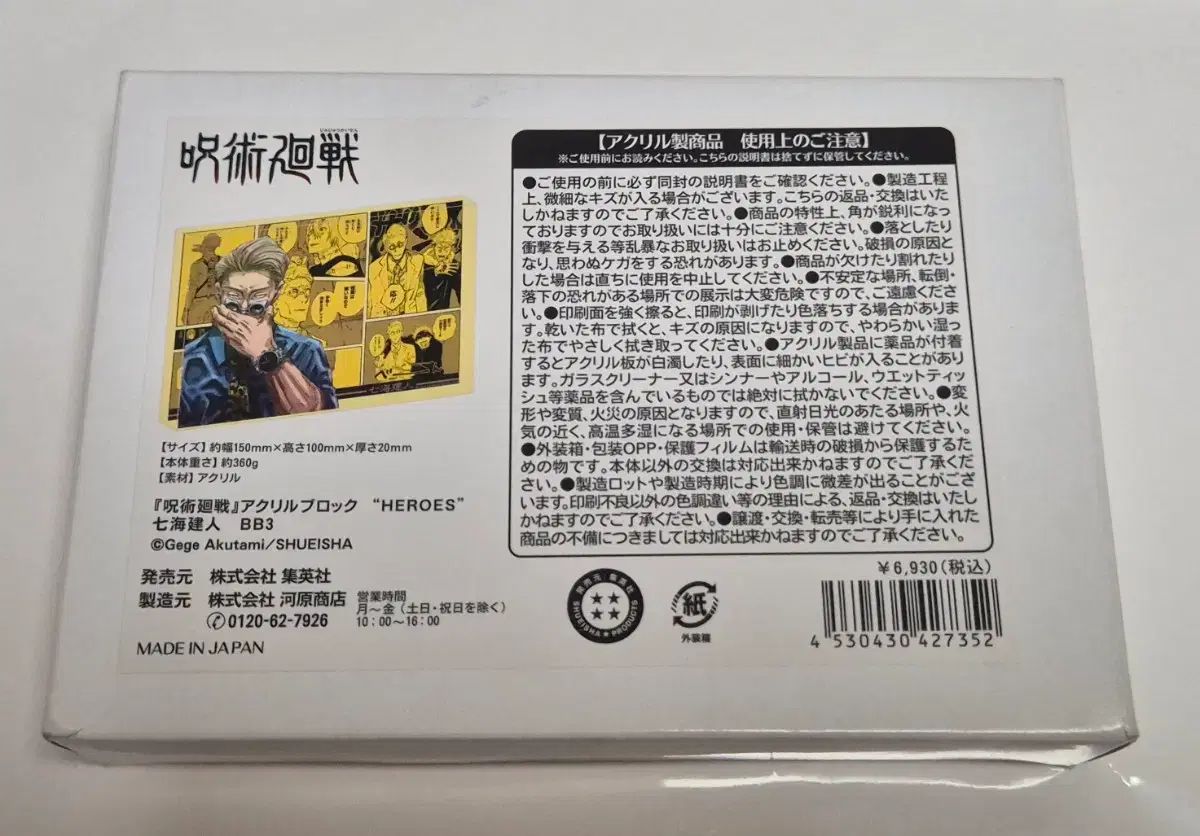 じゅじゅつかいせん
呪術廻戦
七海建人
【サイズ】約幅150mm×高さ100mm×厚さ20mm
【本体重さ】約360g
【素材】アクリル
『呪術廻戦』アクリルブロック “HEROES”
七海建人 BB3
©Gege Akutami/SHUEISHA
発売元 株式会社 集英社
製造元 株式会社 河原商店
0120-62-7926
営業時間
月〜金（土日・祝日を除く）
10：00〜16：00
MADE IN JAPAN
【アクリル製商品 使用上のご注意】
※ご使用前にお読みください。こちらの説明書は捨てずに保管してください。
●ご使用の前に必ず同封の説明書をご確認ください。●製造工程
上、微細なキズが入る場合がございます。こちらの返品・交換はいた
しかねますのでご了承ください。●商品の特性上、角が鋭利になっ
ておりますのでお取り扱いには十分にご注意ください。●落としたり
衝撃を与える等乱暴なお取り扱いはお止めください。破損の原因と
なり、思わぬケガをする恐れがあります。●商品が欠けたり割れたり
した場合は直ちに使用を中止してください。●不安定な場所、転倒・
落下の恐れがある場所での展示は大変危険ですので、ご遠慮くださ
い。●印刷面を強く擦ると、印刷が剥げたり色落ちする場合がありま
す。乾いた布で拭くと、キズの原因になりますので、やわらかい湿っ
た布でやさしく拭き取ってください。●アクリル製品に薬品が付着
するとアクリル板が白濁したり、表面に細かいヒビが入ることがあり
ます。ガラスクリーナー又はシンナーやアルコール、ウエットティッ
シュ等薬品を含んでいるものでは絶対に拭かないでください。●変
形や変質、火災の原因となりますので、直射日光のあたる場所や、火
気の近く、高温多湿になる場所での使用・保管は避けてください。
●外装箱・包装OPP・保護フィルムは輸送時の破損から保護するた
めの物です。本体以外の交換は対応出来かねますのでご了承くだ
さい。●製造ロットや製造時期により色調に微差が出ることがござ
います。印刷不良以外の色調違い等の理由による、返品・交換はいたし
かねますのでご了承ください。●譲渡・交換・転売等により手に入れた
商品の不備につきましては対応出来かねますのでご了承ください。
￥6,930（税込）
発売元 集英社
SHUEISHA★PRODUCTS
紙
外装箱
4 530430 427352